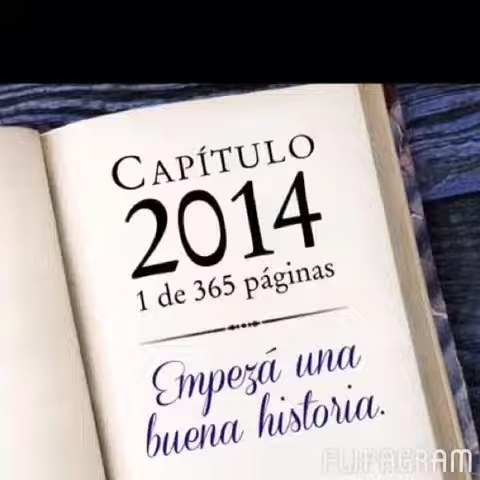 CAPÍTULO
2014
1 de 365 páginas
Empezá una
buena historia.
FLIPAGRAM